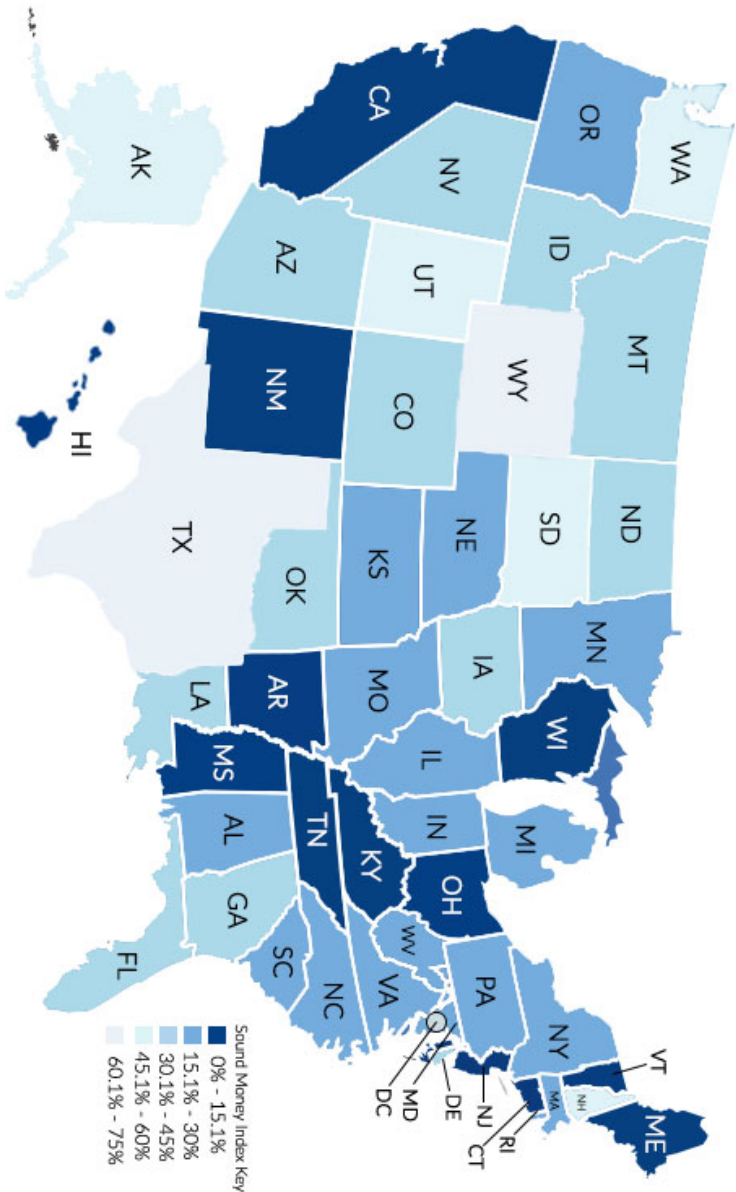 WA
OR
CA
NV
ID
MT
WY
UT
AZ
CO
NM
ND
SD
NE
KS
OK
TX
MN
IA
MO
AR
LA
WI
IL
MS
MI
IN
KY
TN
AL
OH
WV
VA
NC
SC
GA
FL
PA
NY
VT
NH
MA
ME
RI
CT
NJ
DE
MD
DC
AK
HI
Sound Money Index Key
0% - 15.1%
15.1% - 30%
30.1% - 45%
45.1% - 60%
60.1% - 75%